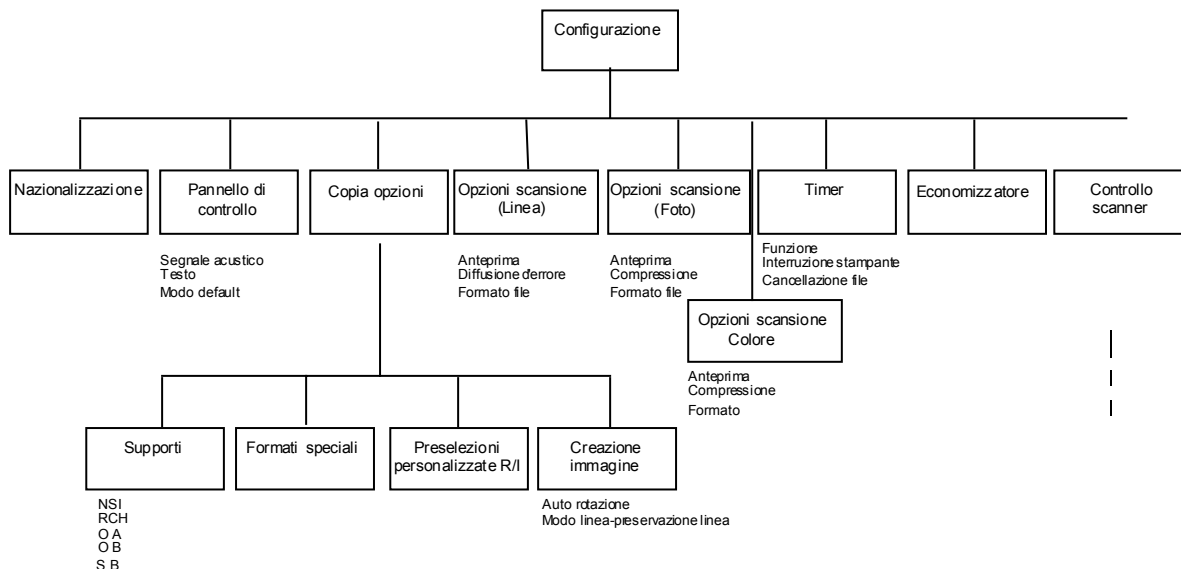 Configurazione
Nazionalizzazione
Pannello di
controllo
Segnale acustico
Testo
Modo default
Copia opzioni
Opzioni scansione
(Linea)
Anteprima
Diffusione d'errore
Formato file
Opzioni scansione
(Foto)
Anteprima
Compressione
Formato file
Timer
Funzione
Interruzione stampante
Cancellazione file
Economizzatore
Controllo
scanner
Opzioni scansione
Colore
Anteprima
Compressione
Formato
Supporti
NSI
RCH
O A
O B
S B
Formati speciali
Preselezioni
personalizzate R/I
Creazione
immagine
Auto rotazione
Modo linea-preservazione linea